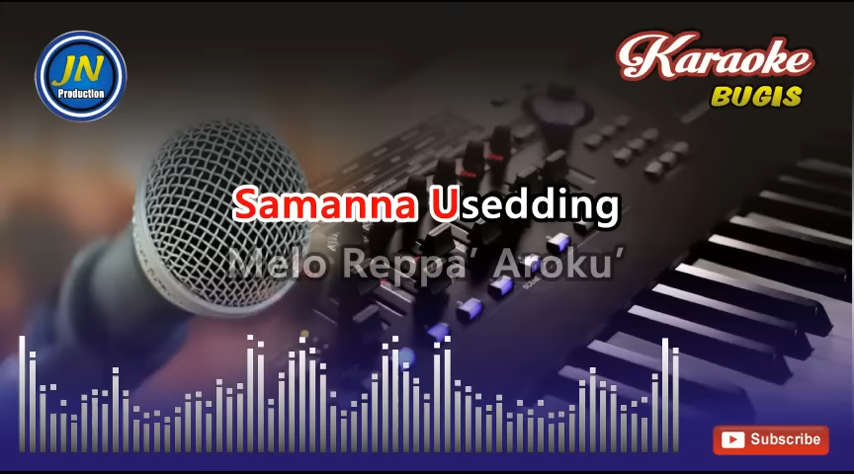 JN
Production
Karaoke
BUGIS
Samanna Usedding
Melo Reppa’ Aroku’
Subscribe